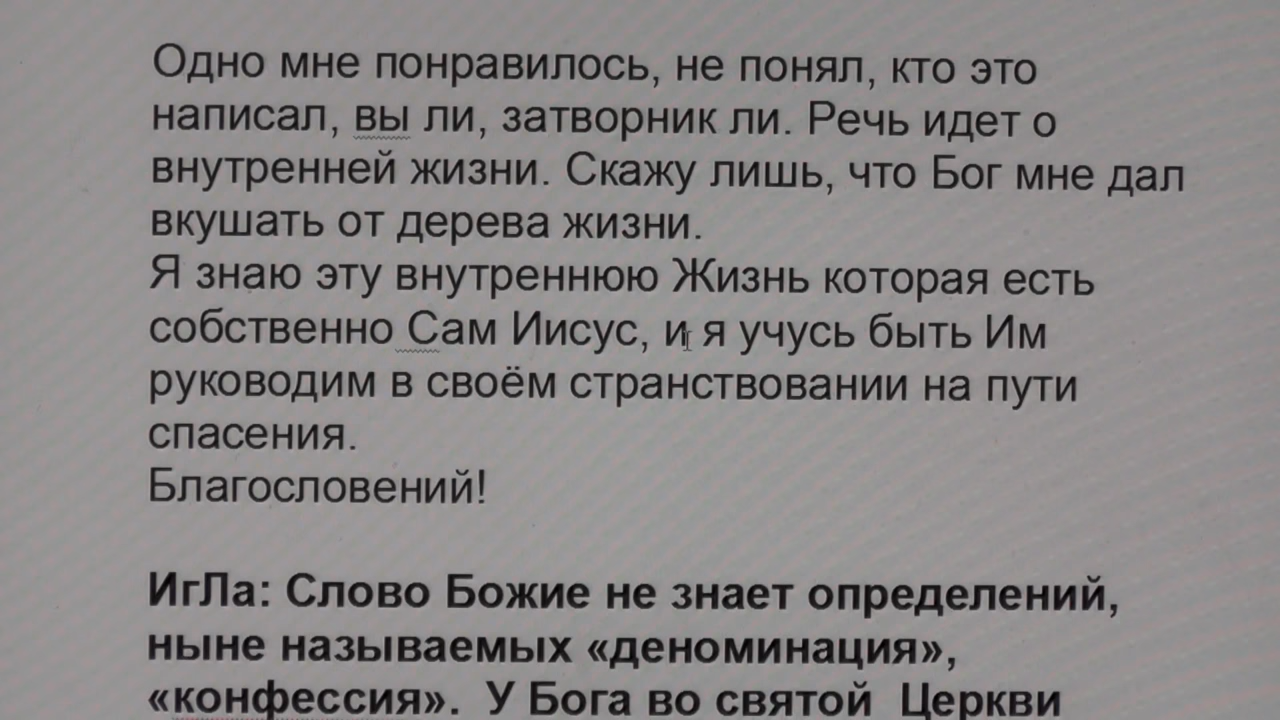 Одно мне понравилось, не понял, кто это
написал, вы ли, затворник ли. Речь идет о
внутренней жизни. Скажу лишь, что Бог мне дал
вкушать от дерева жизни.
Я знаю эту внутреннюю Жизнь которая есть
собственно Сам Иисус, и я учусь быть Им
руководим в своём странствовании на пути
спасения.
Благословений!
ИгЛа: Слово Божие не знает определений,
ныне называемых «деноминация»,
«конфессия». У Бога во святой Церкви